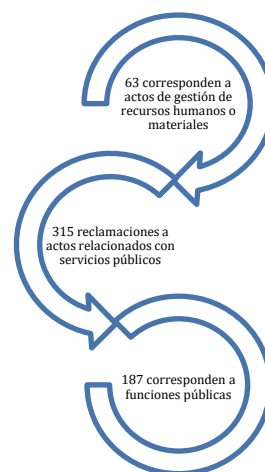 63 corresponden a
actos de gestión de
recursos humanos o
materiales
315 reclamaciones a
actos relacionados con
servicios públicos
187 corresponden a
funciones públicas